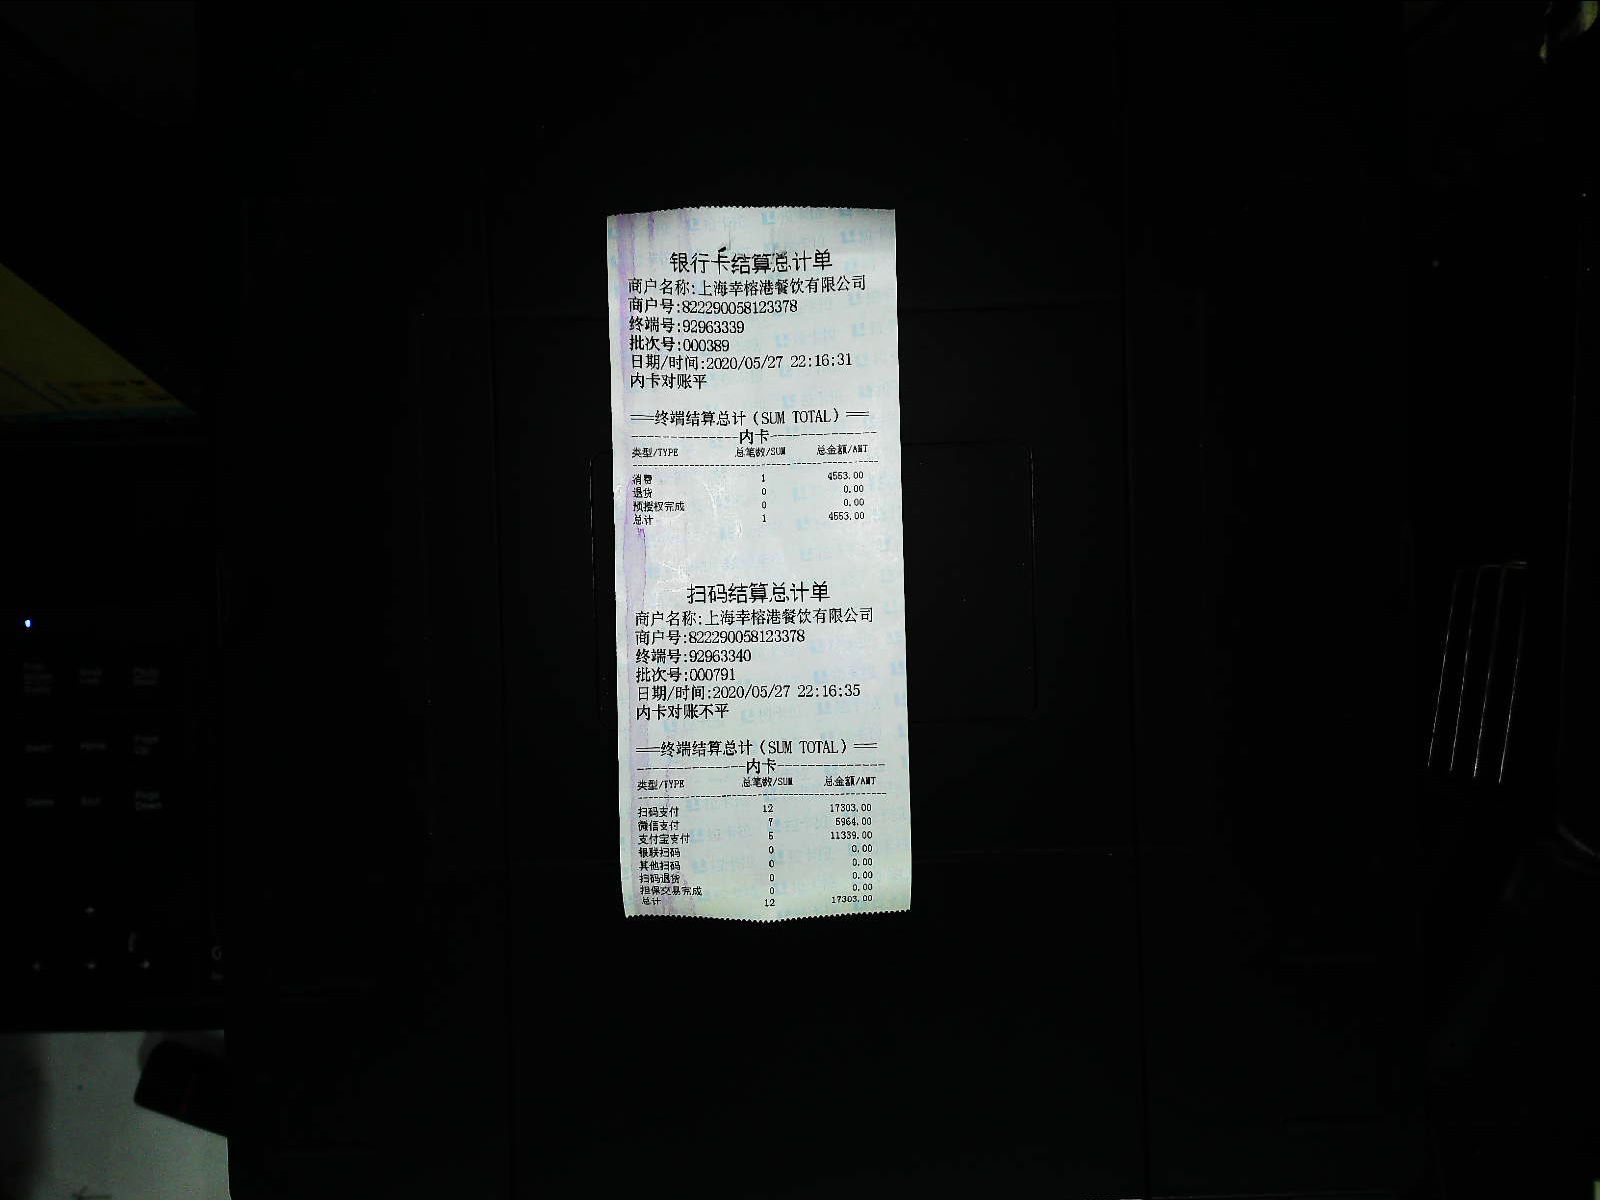 银行卡结算总计单
商户名称:上海幸榕港餐饮有限公司
商户号:822290058123378
终端号:92963339
批次号:000389
日期/时间:2020/05/27 22:16:31
内卡对账平
==终端结算总计(SUM TOTAL)==
----------------内卡----------------
类型/TYPE 总笔数/SUM 总金额/AMT
消费 1 4553.00
退货 0 0.00
预授权完成 0 0.00
总计 1 4553.00
扫码结算总计单
商户名称:上海幸榕港餐饮有限公司
商户号:822290058123378
终端号:92963340
批次号:000791
日期/时间:2020/05/27 22:16:35
内卡对账不平
==终端结算总计(SUM TOTAL)==
----------------内卡----------------
类型/TYPE 总笔数/SUM 总金额/AMT
扫码支付 12 17303.00
微信支付 7 5964.00
支付宝支付 5 11339.00
银联扫码 0 0.00
其他扫码 0 0.00
扫码退货 0 0.00
担保交易完成 0 0.00
总计 12 17303.00